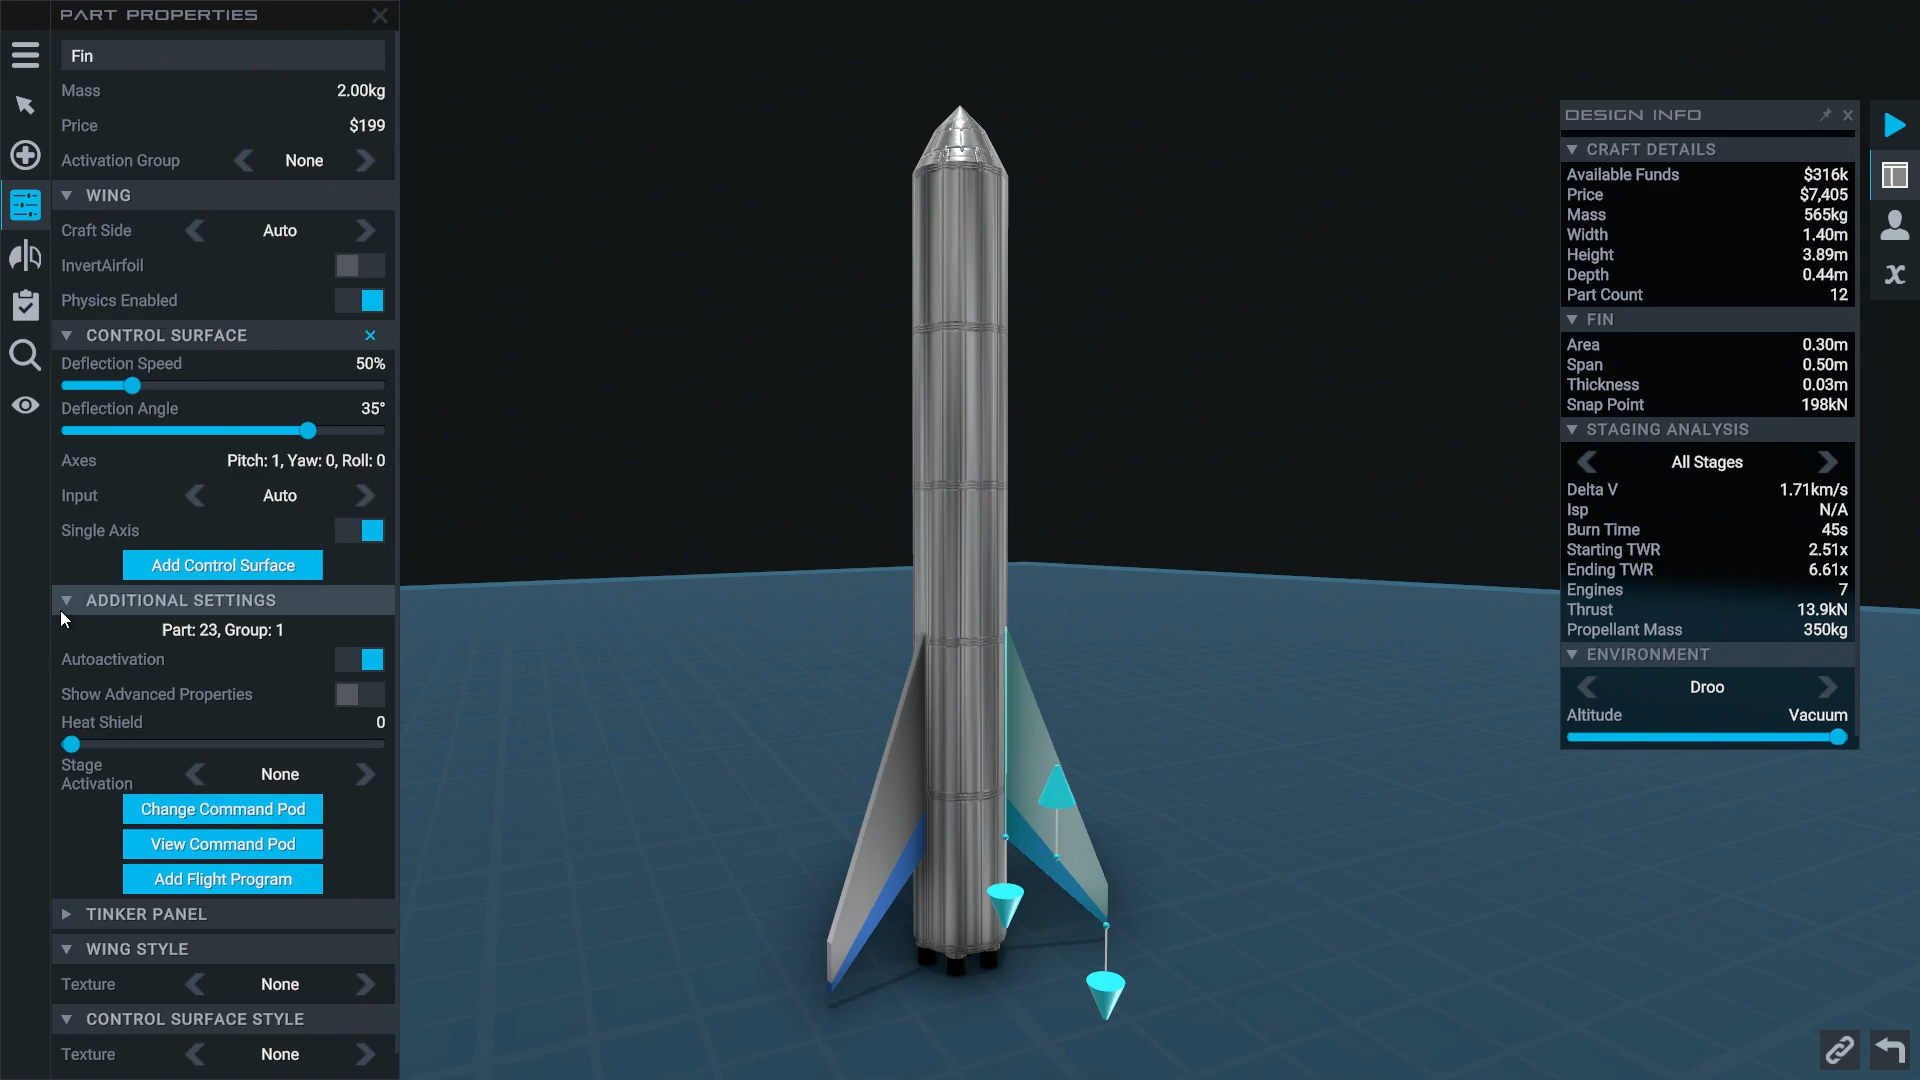 PART PROPERTIES
Fin
Mass 2.00kg
Price $199
Activation Group None
WING
Craft Side Auto
InvertAirfoil
Physics Enabled
CONTROL SURFACE
Deflection Speed 50%
Deflection Angle 35°
Axes Pitch: 1, Yaw: 0, Roll: 0
Input Auto
Single Axis
Add Control Surface
ADDITIONAL SETTINGS
Part: 23, Group: 1
Autoactivation
Show Advanced Properties
Heat Shield 0
Stage
Activation None
Change Command Pod
View Command Pod
Add Flight Program
TINKER PANEL
WING STYLE
Texture None
CONTROL SURFACE STYLE
Texture None
DESIGN INFO
CRAFT DETAILS
Available Funds $316k
Price $7,405
Mass 565kg
Width 1.40m
Height 3.89m
Depth 0.44m
Part Count 12
FIN
Area 0.30m
Span 0.50m
Thickness 0.03m
Snap Point 198kN
STAGING ANALYSIS
All Stages
Delta V 1.71km/s
Isp N/A
Burn Time 45s
Starting TWR 2.51x
Ending TWR 6.61x
Engines 7
Thrust 13.9kN
Propellant Mass 350kg
ENVIRONMENT
Droo
Altitude Vacuum
x